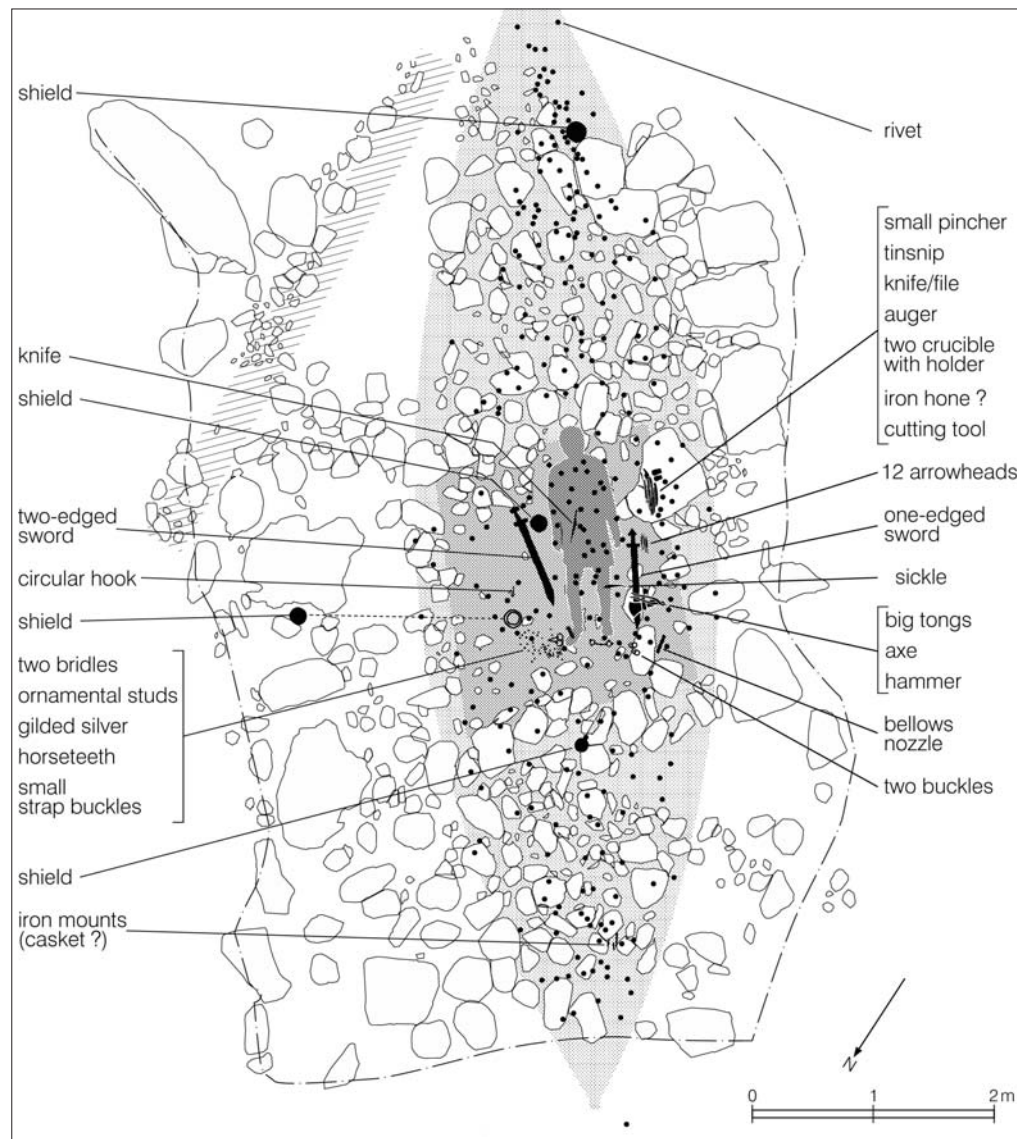 shield
knife
shield
two-edged
sword
circular hook
shield
two bridles
ornamental studs
gilded silver
horseteeth
small
strap buckles
shield
iron mounts
(casket ?)
rivet
small pincher
tinsnip
knife/file
auger
two crucible
with holder
iron hone ?
cutting tool
12 arrowheads
one-edged
sword
sickle
big tongs
axe
hammer
bellows
nozzle
two buckles
N
0 1 2 m